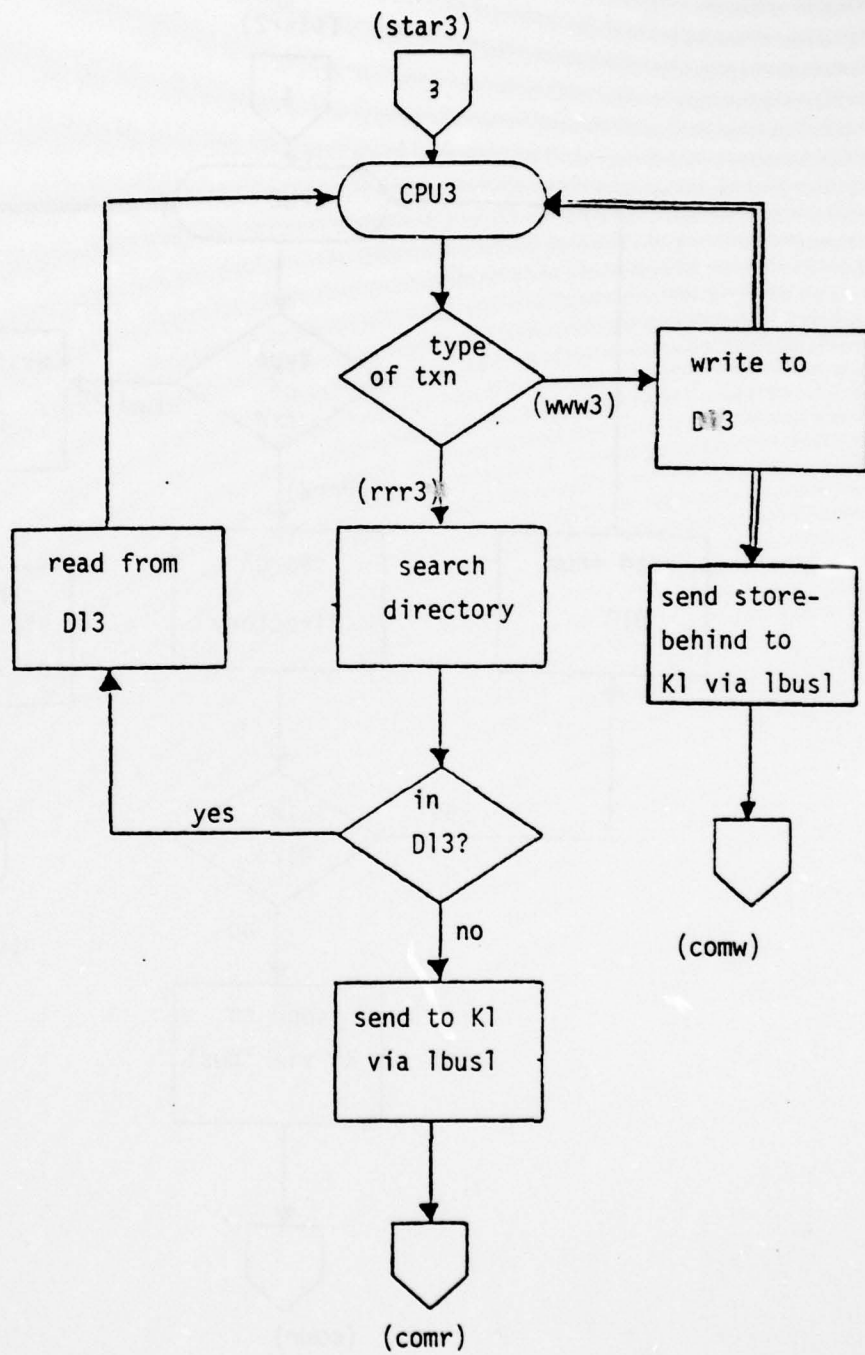 (star3)
3
CPU3
type
of txn
(www3)
write to
D13
(rrr3)
read from
D13
search
directory
send store-
behind to
K1 via lbus1
in
D13?
yes
no
(comw)
send to K1
via lbus1
(comr)